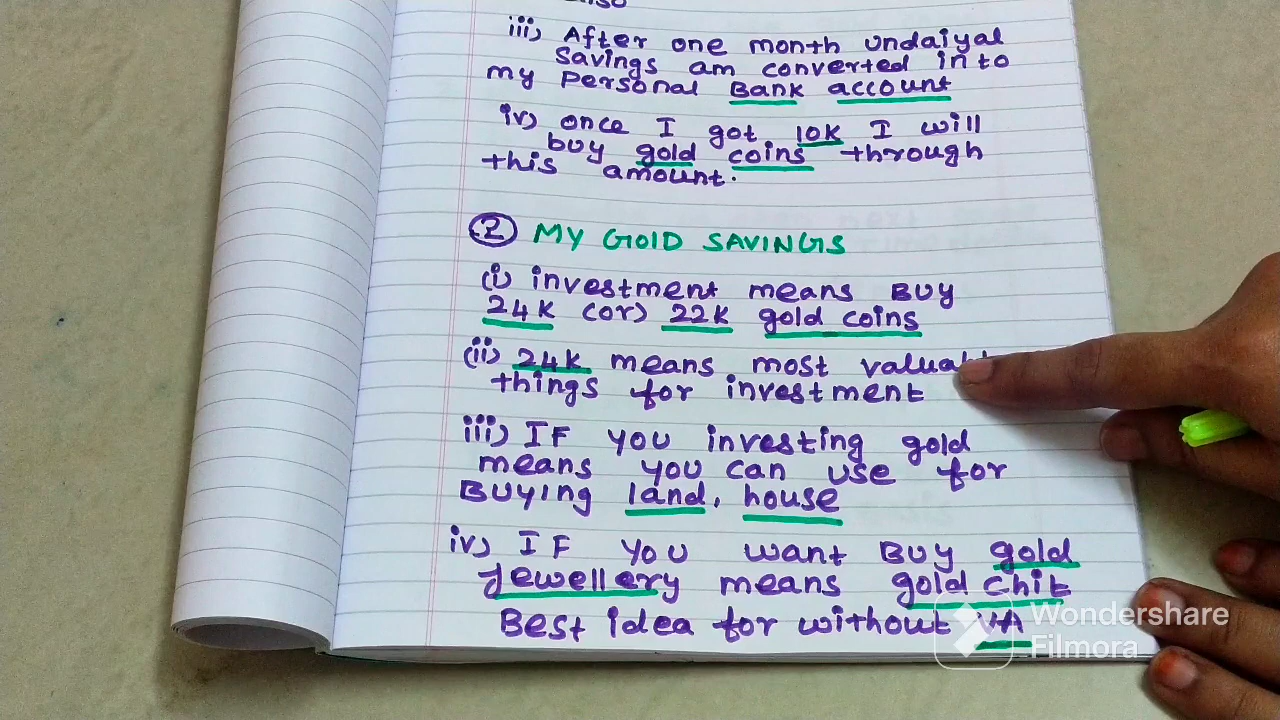 iii) After one month undaiyal
savings am converted in to
my personal Bank account
iv) once I got 10K I will
buy gold coins through
this amount.
2 MY GOLD SAVINGS
(i) investment means BUY
24K (or) 22K gold coins
(ii) 24K means most
things for investment
iii) IF you investing gold
means you can use for
BUYING land, house
iv) IF YOU want BUY gold
Jewellery means gold chit
Best idea for without VA
Wondershare
Filmora